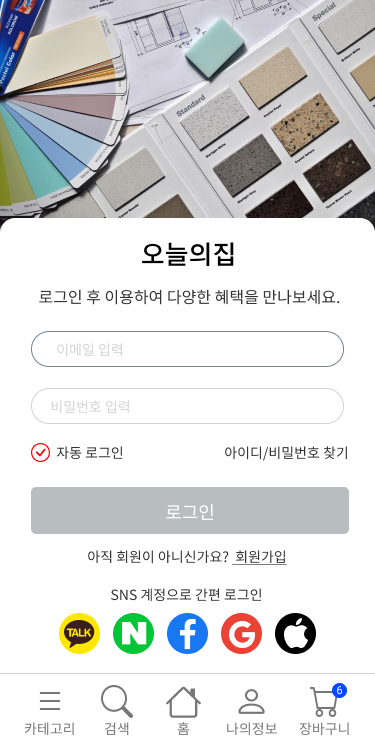 Special
Standard
오늘의집
로그인 후 이용하여 다양한 혜택을 만나보세요.
이메일 입력
비밀번호 입력
자동 로그인 아이디/비밀번호 찾기
로그인
아직 회원이 아니신가요? 회원가입
SNS 계정으로 간편 로그인
TALK N f G
6
카테고리 검색 홈 나의정보 장바구니